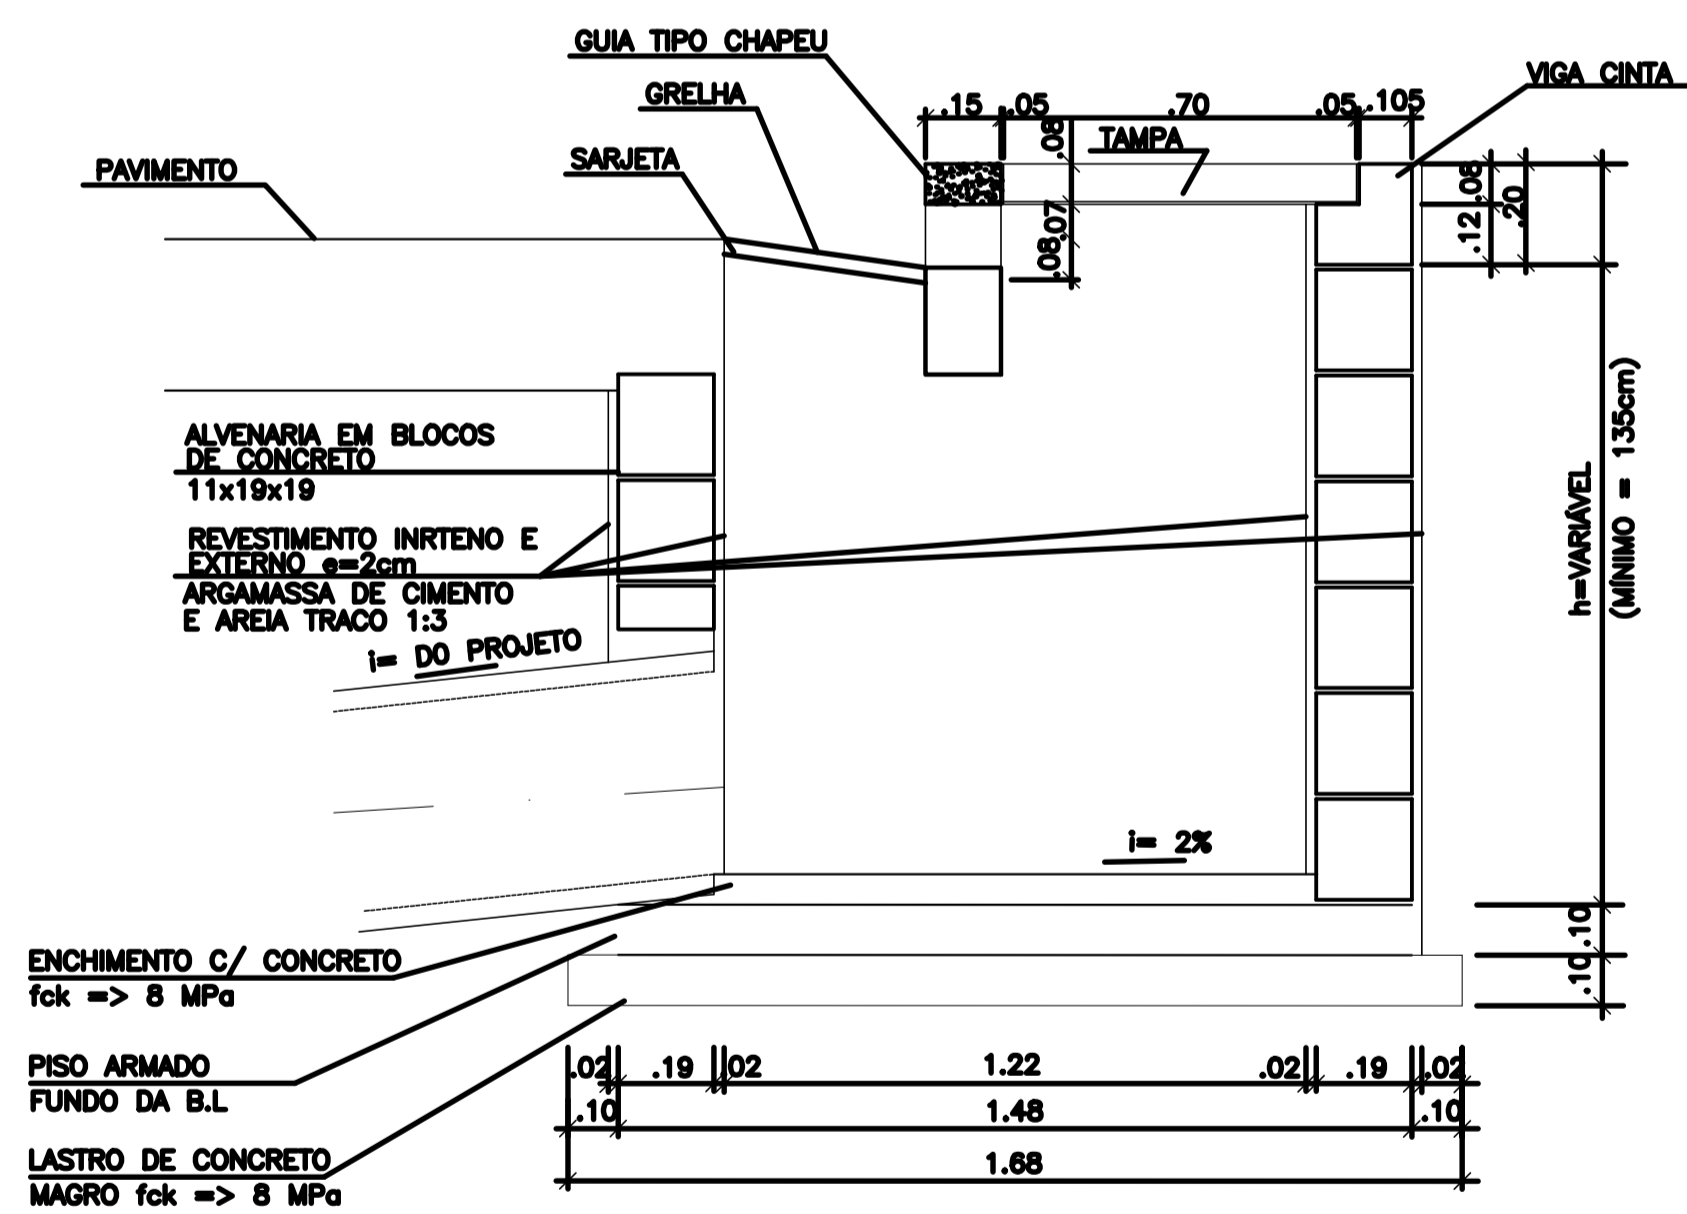 GUIA TIPO CHAPEU
VIGA CINTA
GRELHA
.15
.05
.70
.05
.105
SARJETA
.08
TAMPA
PAVIMENTO
.08
.20
.12
.07
.08
ALVENARIA EM BLOCOS
DE CONCRETO
11x19x19
h=VARIÁVEL
(MÍNIMO = 135cm)
REVESTIMENTO INRTENO E
EXTERNO e=2cm
ARGAMASSA DE CIMENTO
E AREIA TRACO 1:3
i= DO PROJETO
i= 2%
.10
.10
ENCHIMENTO C/ CONCRETO
fck => 8 MPa
PISO ARMADO
FUNDO DA B.L
.02
.19
.02
1.22
.02
.19
.02
.10
1.48
.10
1.68
LASTRO DE CONCRETO
MAGRO fck => 8 MPa